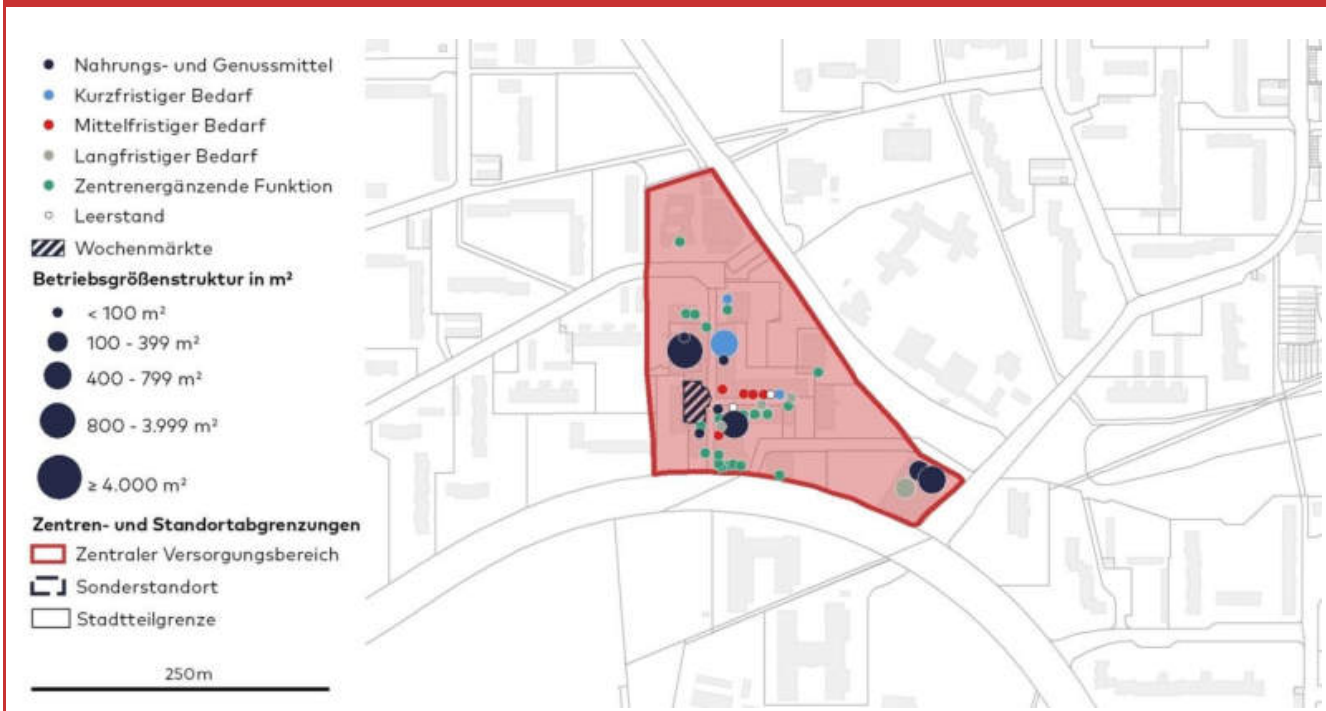 Nahrungs- und Genussmittel
Kurzfristiger Bedarf
Mittelfristiger Bedarf
Langfristiger Bedarf
Zentrenergänzende Funktion
Leerstand
Wochenmärkte
Betriebsgrößenstruktur in m²
< 100 m²
100 - 399 m²
400 - 799 m²
800 - 3.999 m²
≥ 4.000 m²
Zentren- und Standortabgrenzungen
Zentraler Versorgungsbereich
Sonderstandort
Stadtteilgrenze
250m